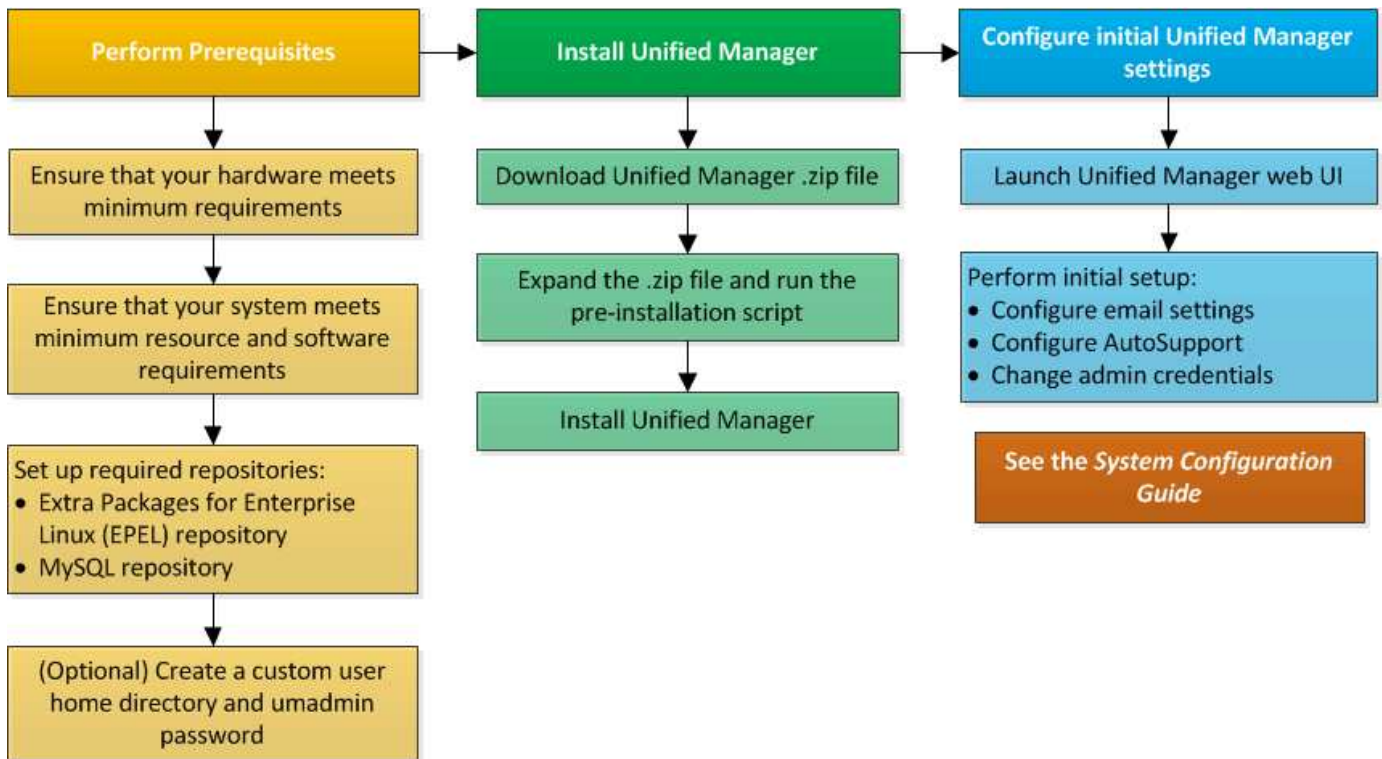 Perform Prerequisites
Ensure that your hardware meets
minimum requirements
Ensure that your system meets
minimum resource and software
requirements
Set up required repositories:
• Extra Packages for Enterprise
Linux (EPEL) repository
• MySQL repository
(Optional) Create a custom user
home directory and umadmin
password
Install Unified Manager
Download Unified Manager .zip file
Expand the .zip file and run the
pre-installation script
Install Unified Manager
Configure initial Unified Manager
settings
Launch Unified Manager web UI
Perform initial setup:
• Configure email settings
• Configure AutoSupport
• Change admin credentials
See the System Configuration
Guide